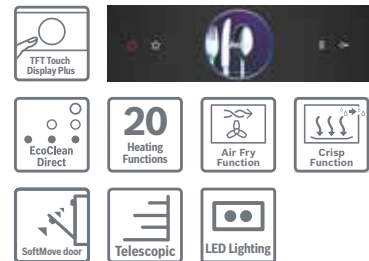 TFT Touch
Display Plus
EcoClean
Direct
20
Heating
Functions
Air Fry
Function
Crisp
Function
SoftMove door
Telescopic
LED Lighting